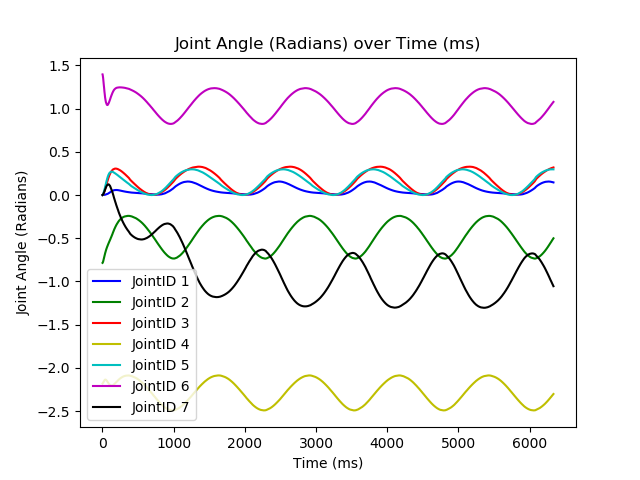 Joint Angle (Radians) over Time (ms)
Joint Angle (Radians)
1.5
1.0
0.5
0.0
−0.5
−1.0
−1.5
−2.0
−2.5
JointID 1
JointID 2
JointID 3
JointID 4
JointID 5
JointID 6
JointID 7
0 1000 2000 3000 4000 5000 6000
Time (ms)